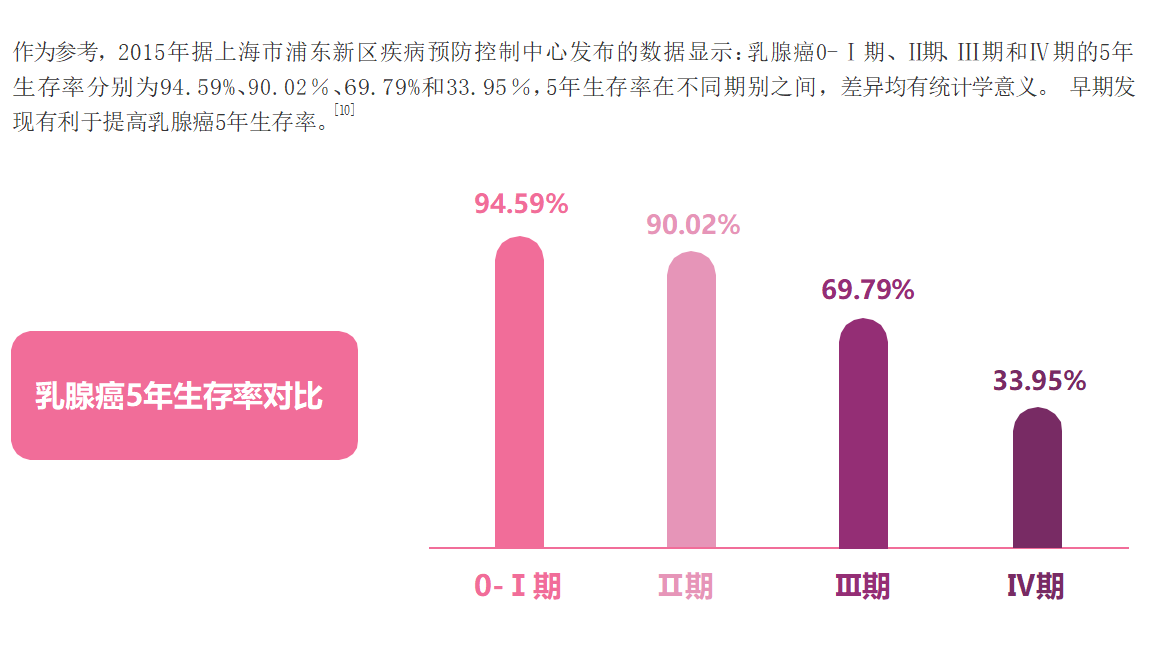 作为参考，2015年据上海市浦东新区疾病预防控制中心发布的数据显示：乳腺癌0-Ⅰ期、Ⅱ期、Ⅲ期和Ⅳ期的5年
生存率分别为94.59%、90.02％、69.79%和33.95％，5年生存率在不同期别之间，差异均有统计学意义。 早期发
现有利于提高乳腺癌5年生存率。[10]
94.59%
90.02%
69.79%
33.95%
乳腺癌5年生存率对比
0-Ⅰ期
Ⅱ期
Ⅲ期
Ⅳ期